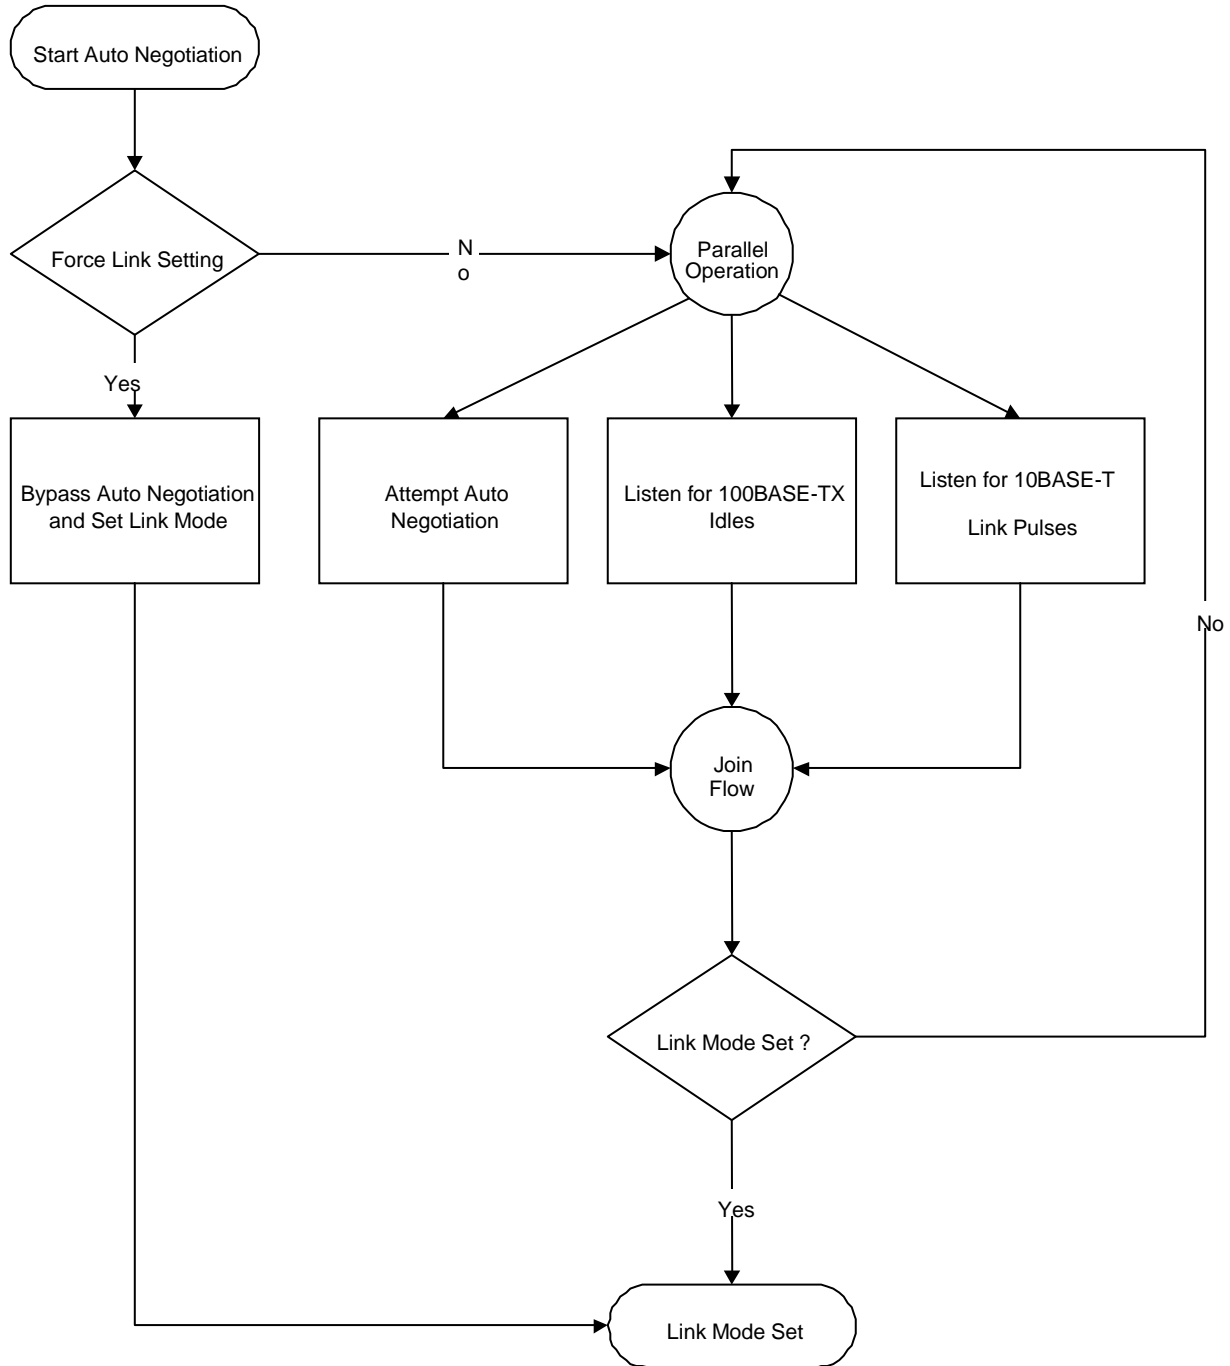 Start Auto Negotiation
Force Link Setting
N
o
Parallel
Operation
Yes
Bypass Auto Negotiation
and Set Link Mode
Attempt Auto
Negotiation
Listen for 100BASE-TX
Idles
Listen for 10BASE-T
Link Pulses
No
Join
Flow
Link Mode Set ?
Yes
Link Mode Set